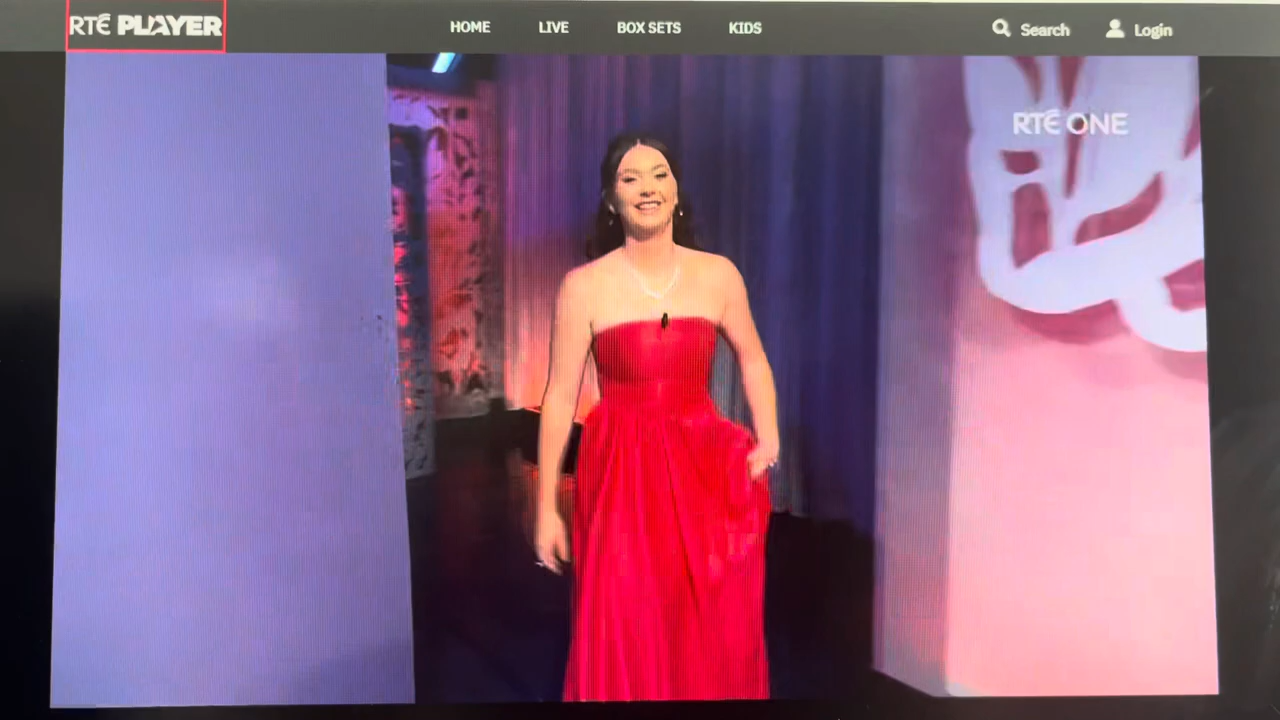 RTÉ PLAYER
HOME
LIVE
BOX SETS
KIDS
Search
Login
RTÉ ONE